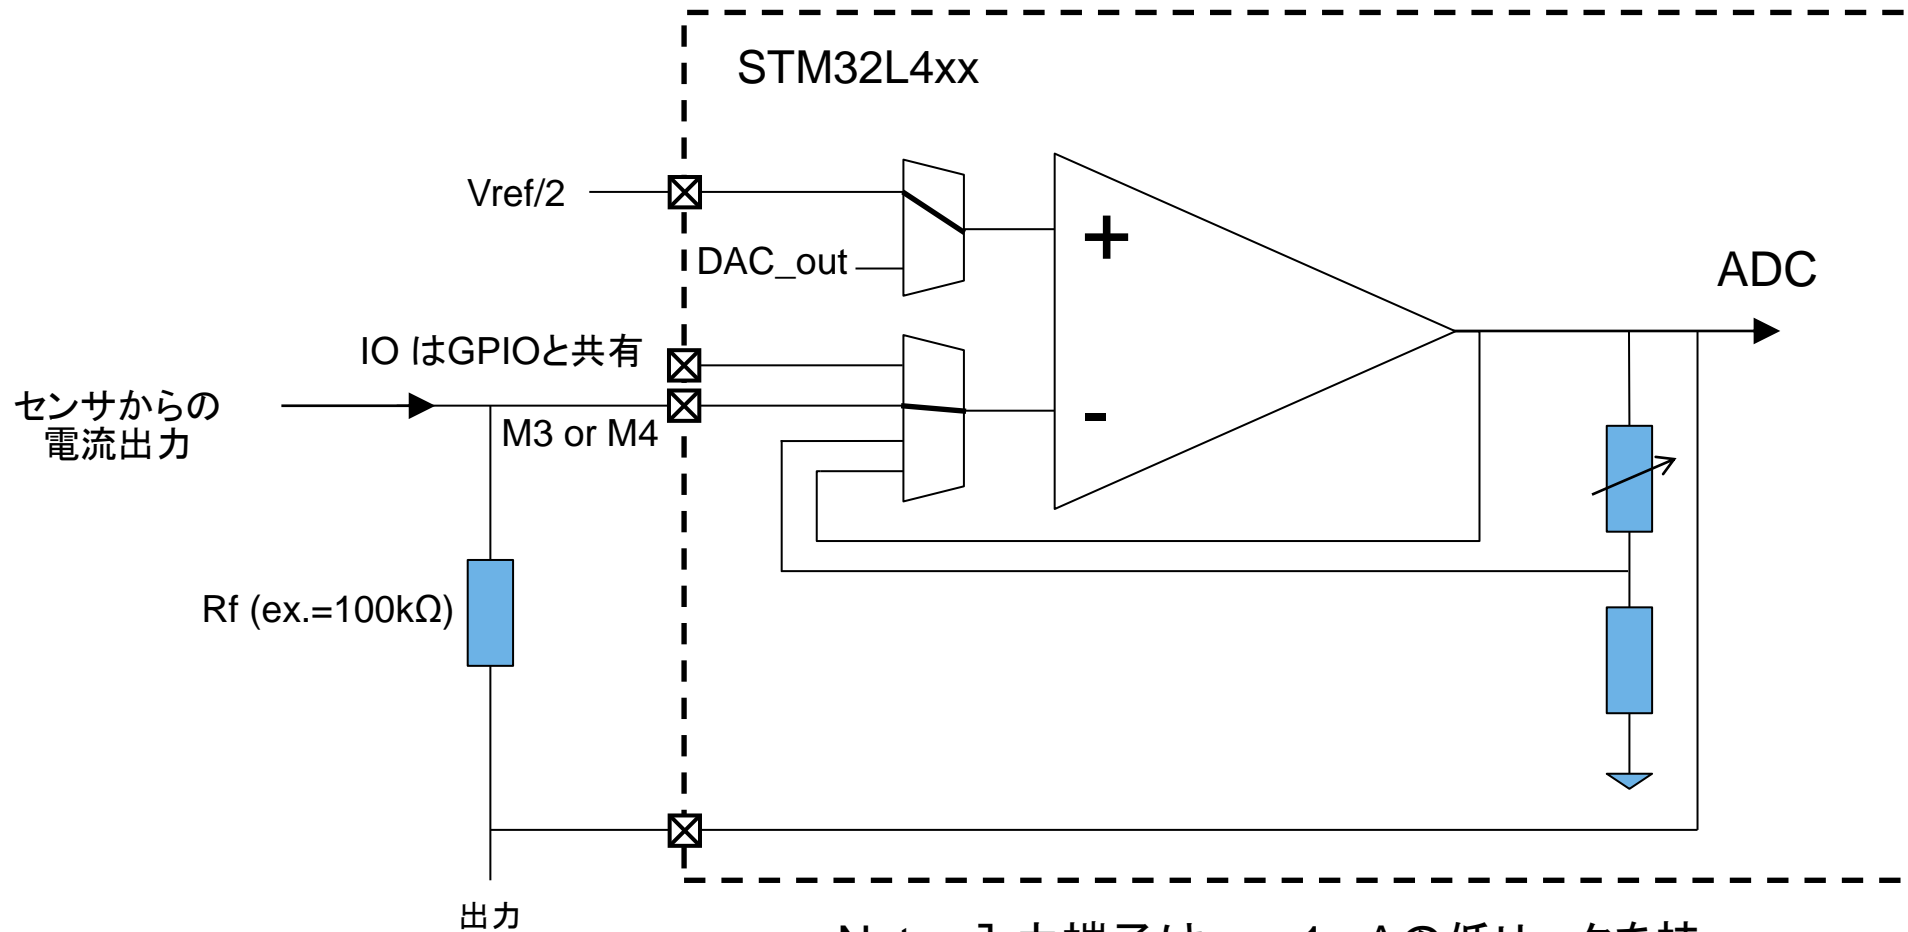 STM32L4xx
Vref/2
DAC_out
+
ADC
IO はGPIOと共有
センサからの
電流出力
M3 or M4
-
Rf (ex.=100kΩ)
出力